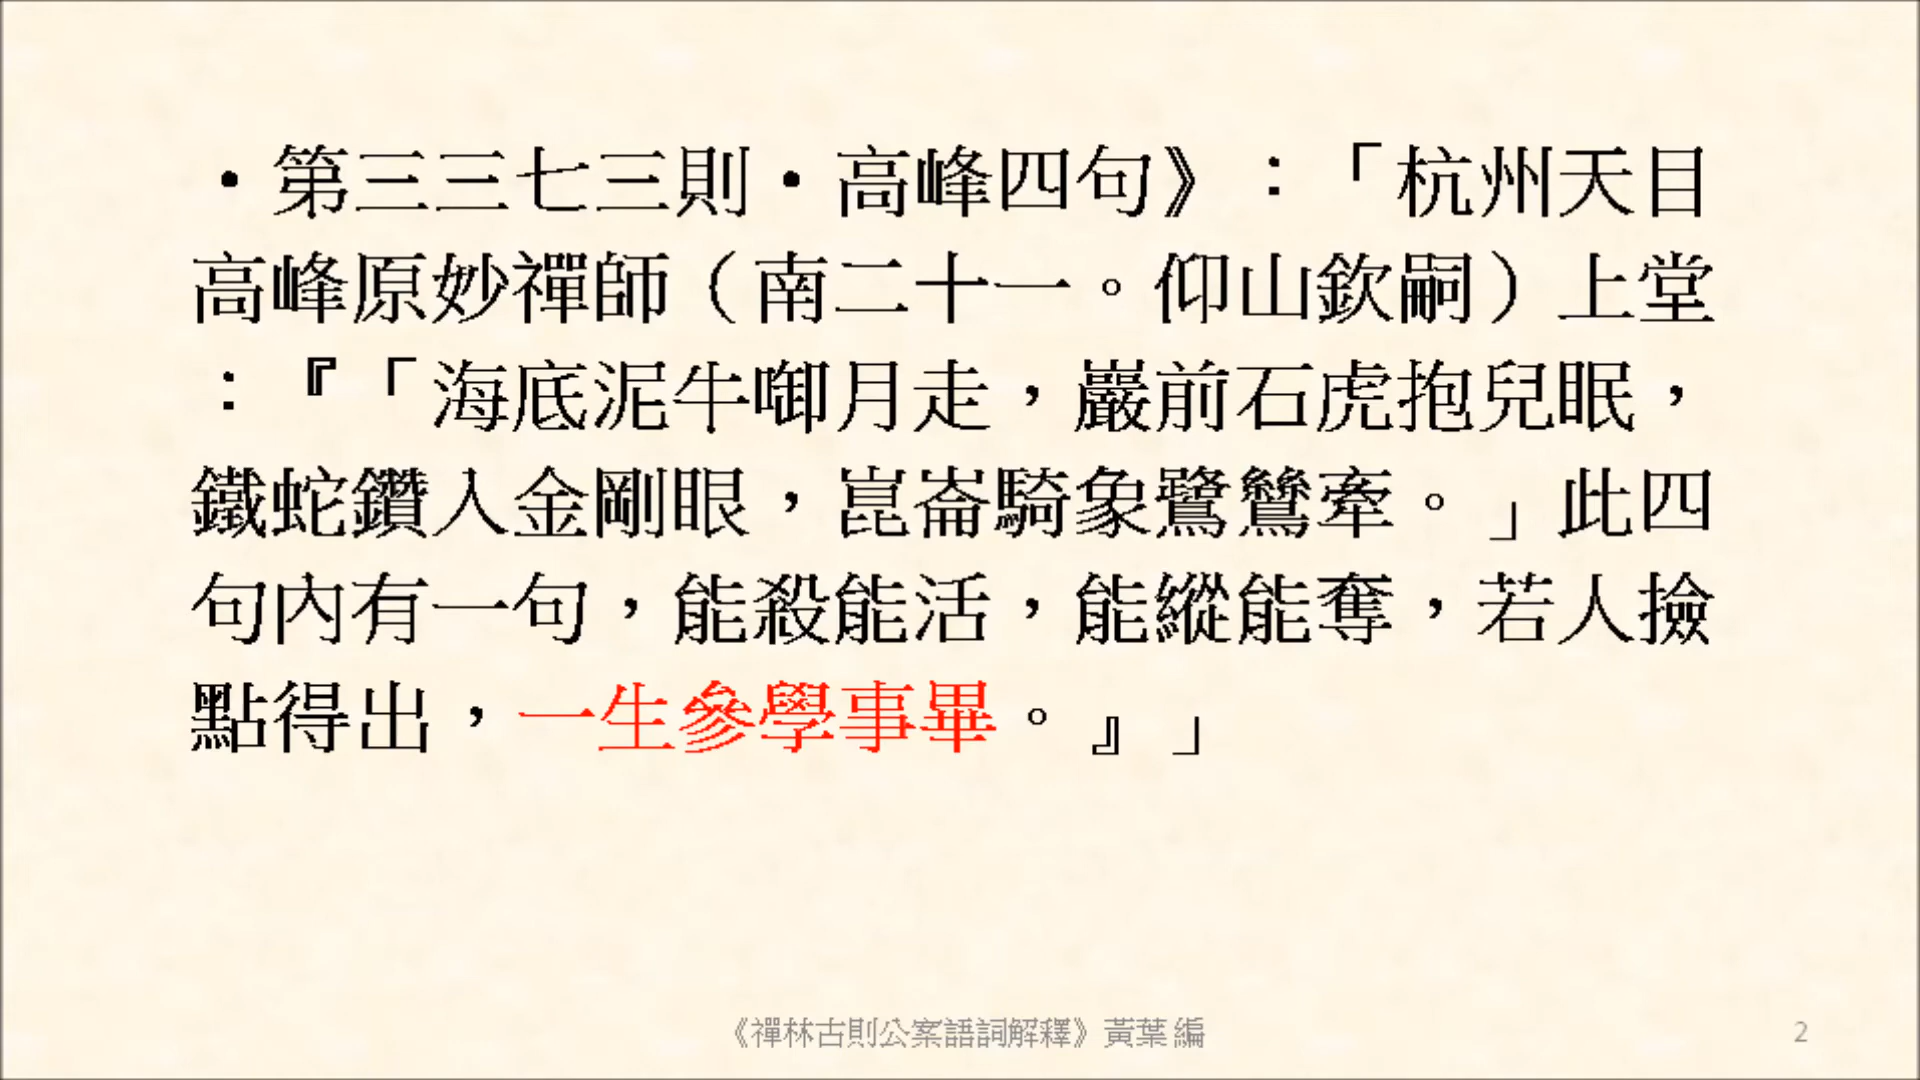 ・第三三七三則・高峰四句》：「杭州天目
高峰原妙禪師（南二十一。仰山欽嗣）上堂
：『「海底泥牛啣月走，巖前石虎抱兒眠，
鐵蛇鑽入金剛眼，崑崙騎象鷺鷥牽。」此四
句內有一句，能殺能活，能縱能奪，若人撿
點得出，一生參學事畢。』」
《禪林古則公案語詞解釋》黃葉 編
2